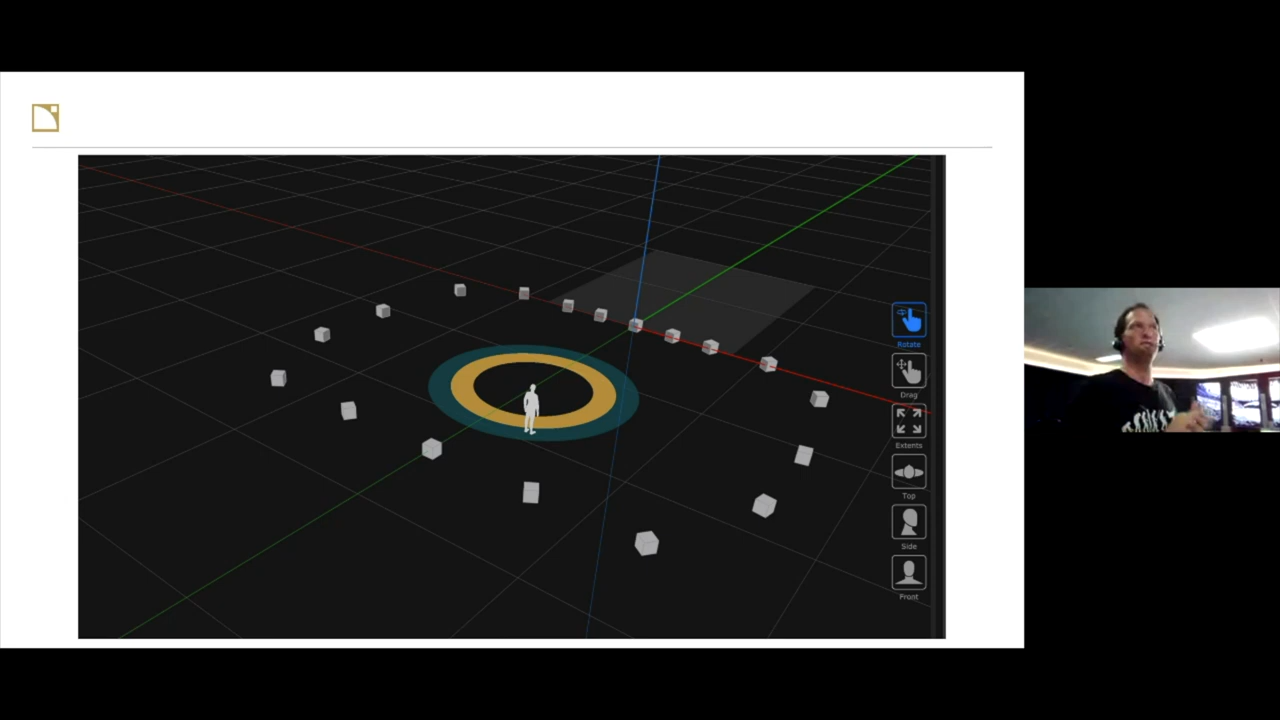 Rotate
Drag
Extents
Top
Side
Front